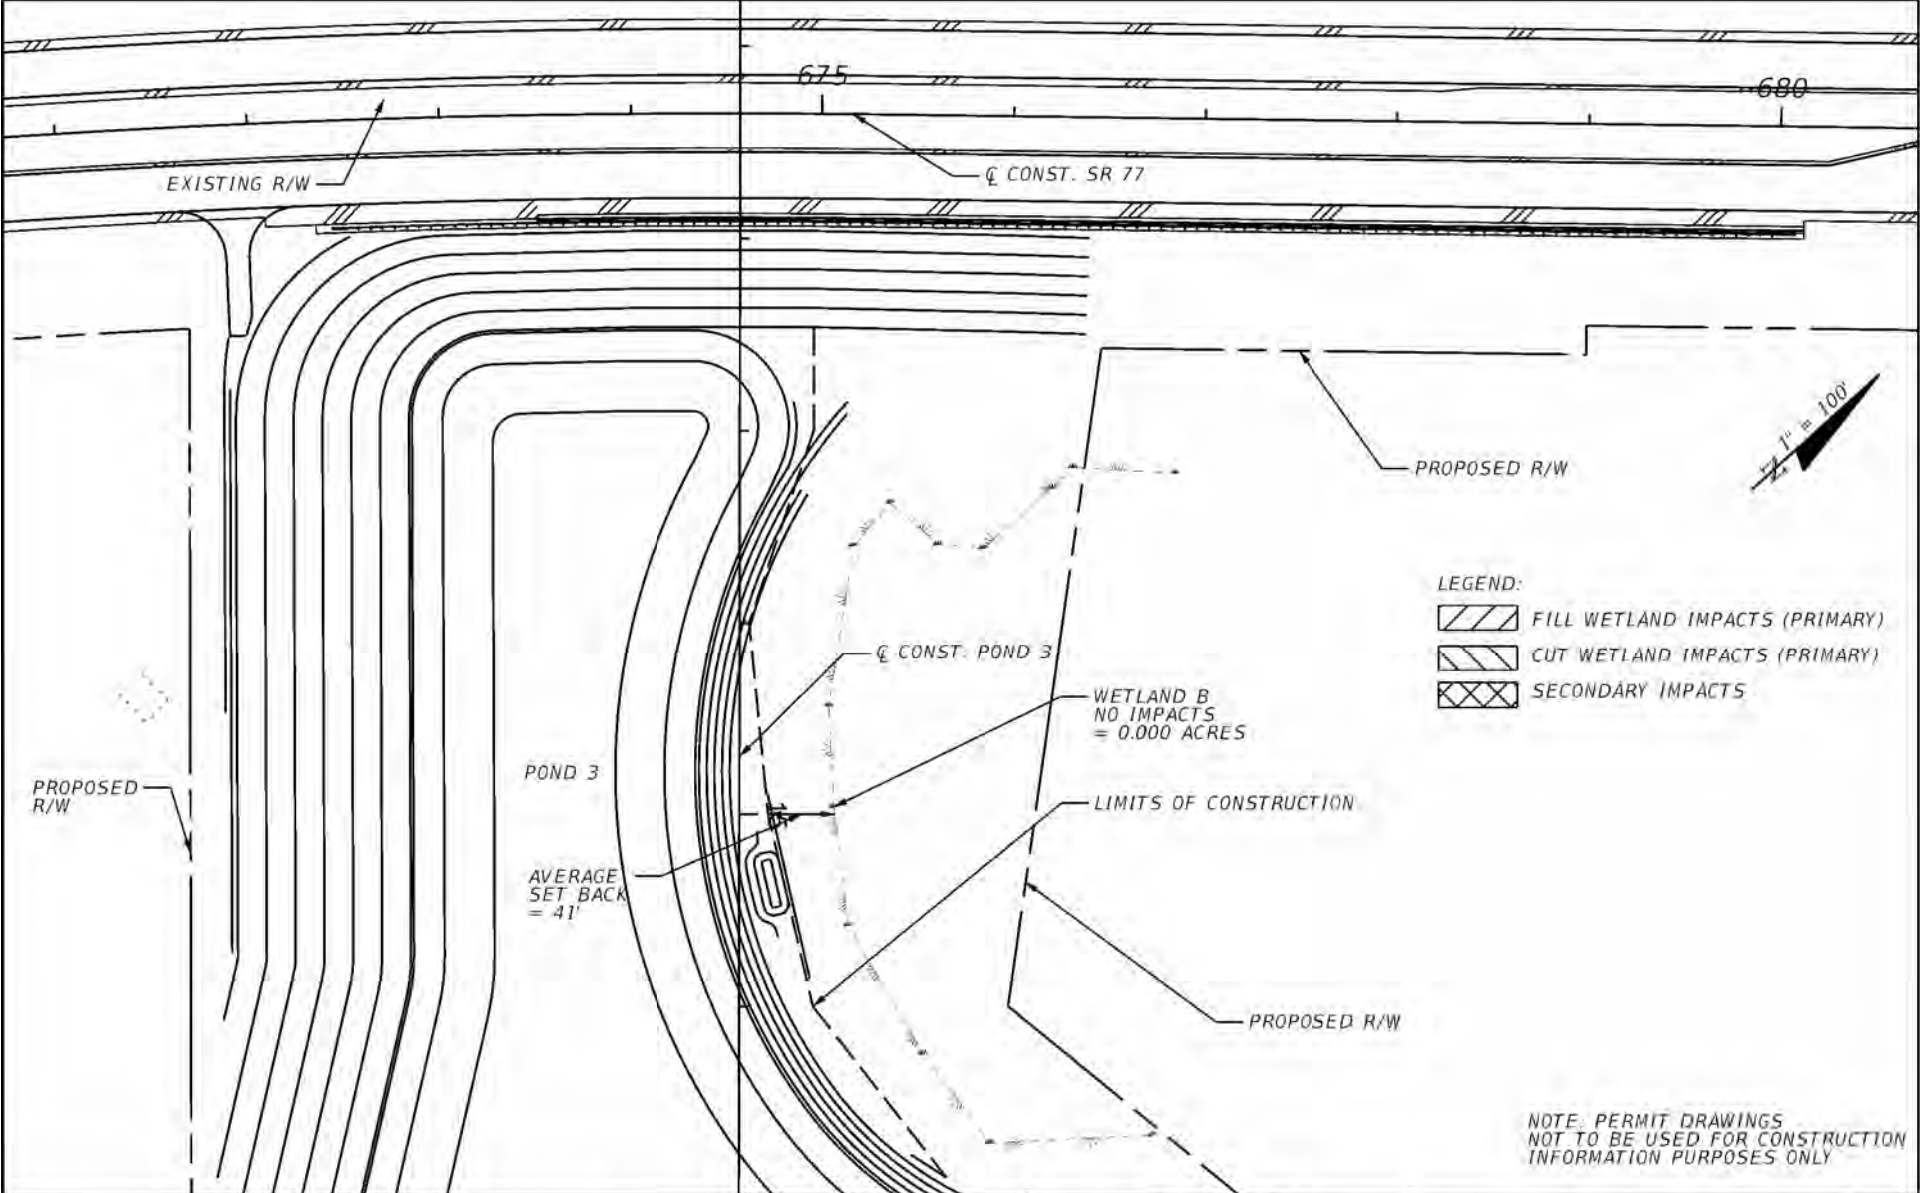 675
680
EXISTING R/W
℄ CONST. SR 77
N 1" = 100'
PROPOSED R/W
LEGEND:
FILL WETLAND IMPACTS (PRIMARY)
CUT WETLAND IMPACTS (PRIMARY)
SECONDARY IMPACTS
℄ CONST. POND 3
WETLAND B
NO IMPACTS
= 0.000 ACRES
POND 3
PROPOSED
R/W
LIMITS OF CONSTRUCTION
AVERAGE
SET BACK
= 41'
PROPOSED R/W
NOTE: PERMIT DRAWINGS
NOT TO BE USED FOR CONSTRUCTION
INFORMATION PURPOSES ONLY